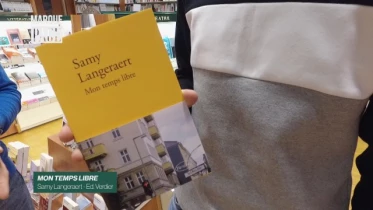 MARQUE
Samy
Langeraert
Mon temps libre
MON TEMPS LIBRE
Samy Langeraert · Ed. Verdier